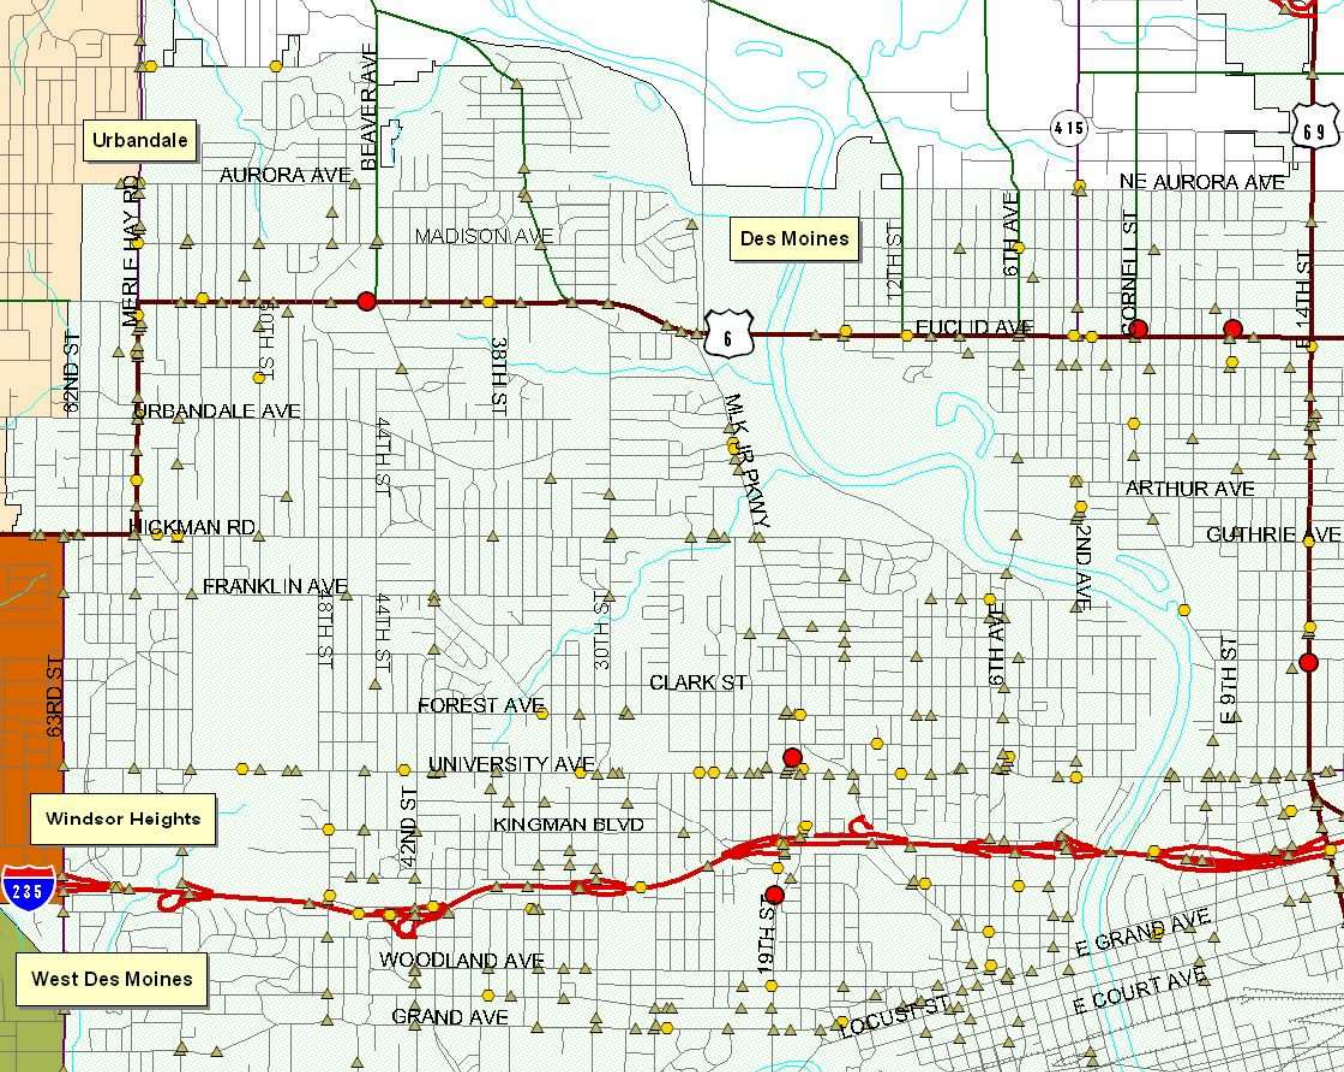 BEAVER AVE
415
69
Urbandale
AURORA AVE
NE AURORA AVE
MERLE HAY RD
MADISON AVE
Des Moines
12TH ST
6TH AVE
CORNELL ST
E 14TH ST
50TH ST
6
EUCLID AVE
62ND ST
38TH ST
URBANDALE AVE
44TH ST
MLK JR PKWY
ARTHUR AVE
HICKMAN RD
2ND AVE
GUTHRIE AVE
FRANKLIN AVE
48TH ST
44TH ST
30TH ST
6TH AVE
63RD ST
CLARK ST
E 9TH ST
FOREST AVE
UNIVERSITY AVE
Windsor Heights
42ND ST
KINGMAN BLVD
235
19TH ST
E GRAND AVE
West Des Moines
WOODLAND AVE
E COURT AVE
GRAND AVE
LOCUST ST